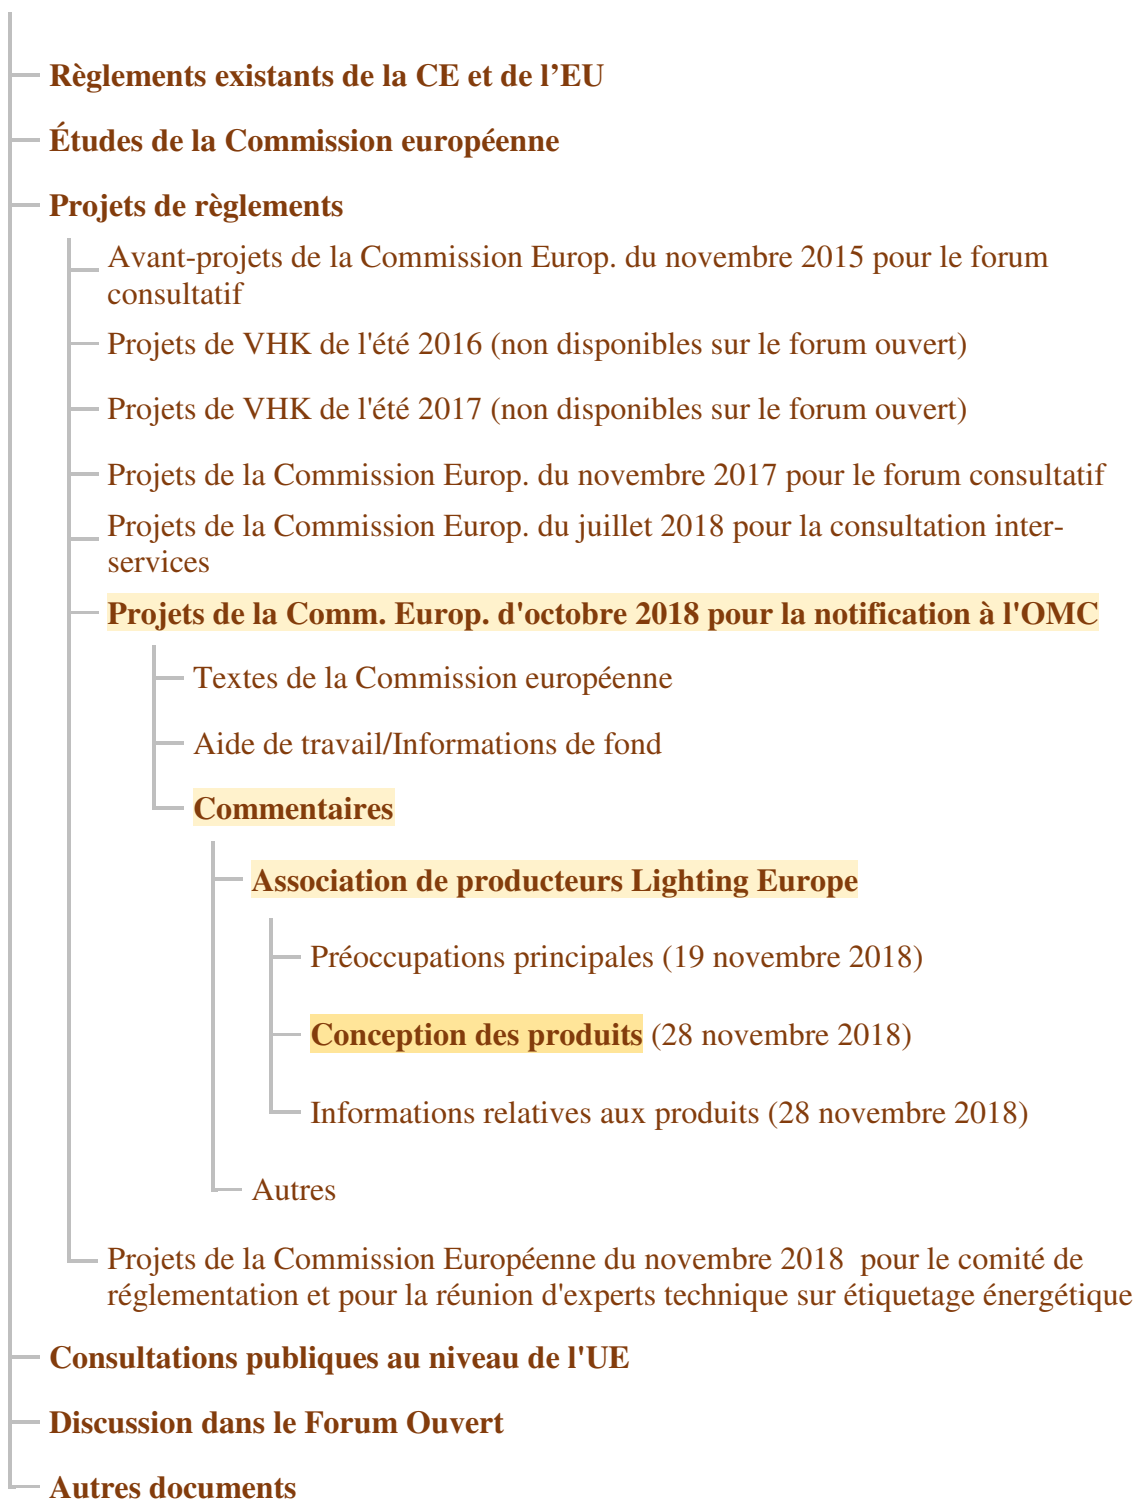 Règlements existants de la CE et de l’EU
Études de la Commission européenne
Projets de règlements
Avant-projets de la Commission Europ. du novembre 2015 pour le forum
consultatif
Projets de VHK de l'été 2016 (non disponibles sur le forum ouvert)
Projets de VHK de l'été 2017 (non disponibles sur le forum ouvert)
Projets de la Commission Europ. du novembre 2017 pour le forum consultatif
Projets de la Commission Europ. du juillet 2018 pour la consultation inter-
services
Projets de la Comm. Europ. d'octobre 2018 pour la notification à l'OMC
Textes de la Commission européenne
Aide de travail/Informations de fond
Commentaires
Association de producteurs Lighting Europe
Préoccupations principales (19 novembre 2018)
Conception des produits (28 novembre 2018)
Informations relatives aux produits (28 novembre 2018)
Autres
Projets de la Commission Européenne du novembre 2018  pour le comité de
réglementation et pour la réunion d'experts technique sur étiquetage énergétique
Consultations publiques au niveau de l'UE
Discussion dans le Forum Ouvert
Autres documents